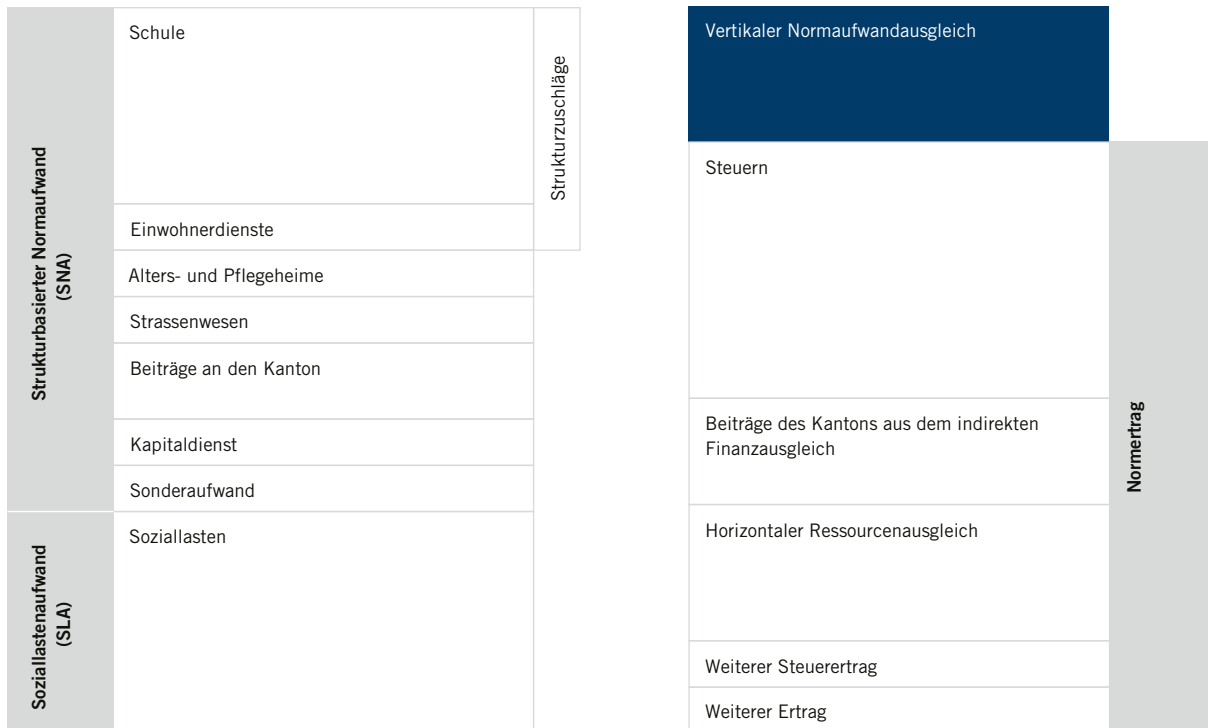 Strukturbasierter Normaufwand
(SNA)
Schule
Strukturzuschläge
Einwohnerdienste
Alters- und Pflegeheime
Strassenwesen
Beiträge an den Kanton
Kapitaldienst
Sonderaufwand
Soziallastenaufwand
(SLA)
Soziallasten
Vertikaler Normaufwandausgleich
Steuern
Beiträge des Kantons aus dem indirekten
Finanzausgleich
Horizontaler Ressourcenausgleich
Weiterer Steuerertrag
Weiterer Ertrag
Normertrag